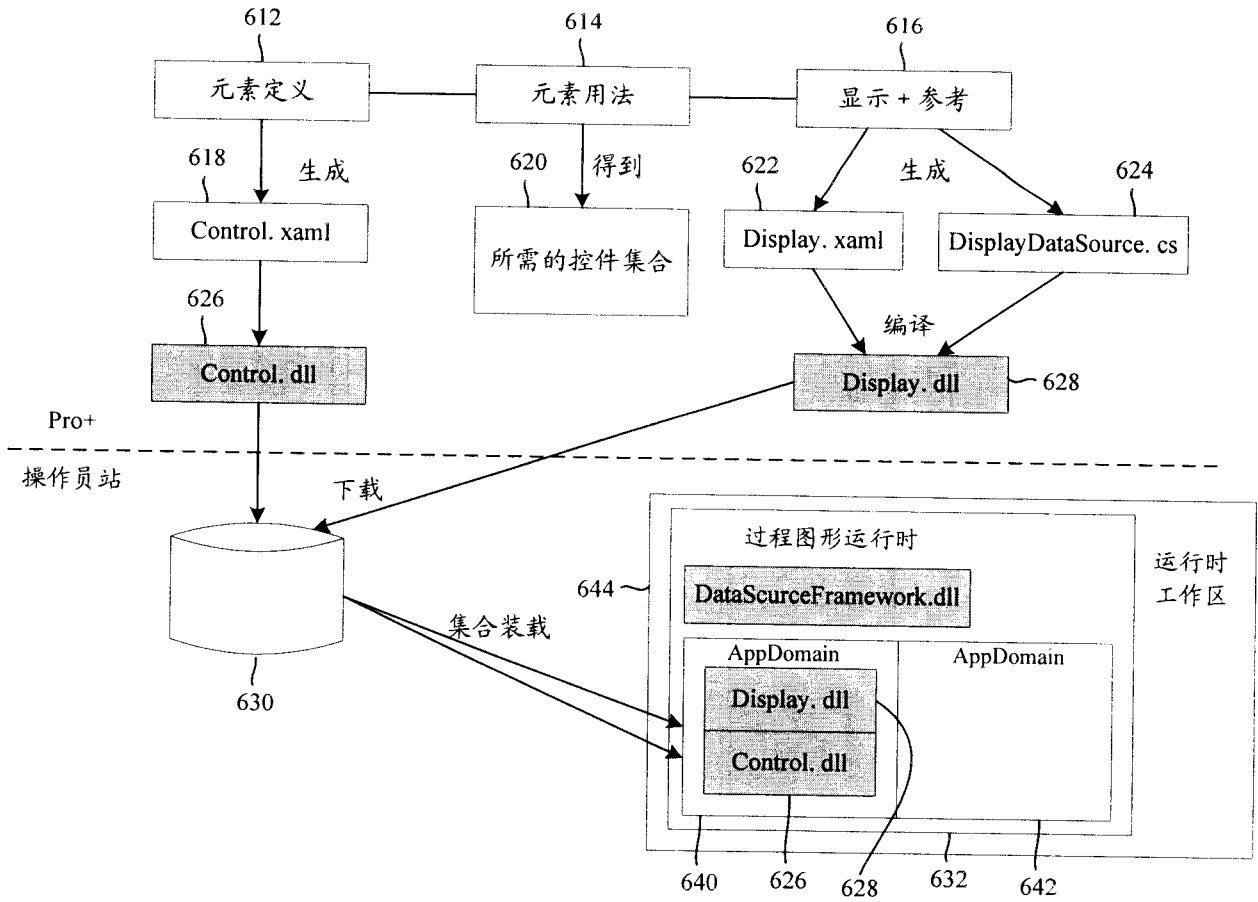 612
614
616
元素定义
元素用法
显示 + 参考
618
生成
620
得到
622
生成
624
Control. xaml
所需的控件集合
Display. xaml
DisplayDataSource. cs
626
编译
Control. dll
Display. dll
628
Pro+
操作员站
下载
过程图形运行时
运行时
工作区
644
DataScurceFramework.dll
集合装载
AppDomain
AppDomain
Display. dll
Control. dll
630
640
626
628
632
642